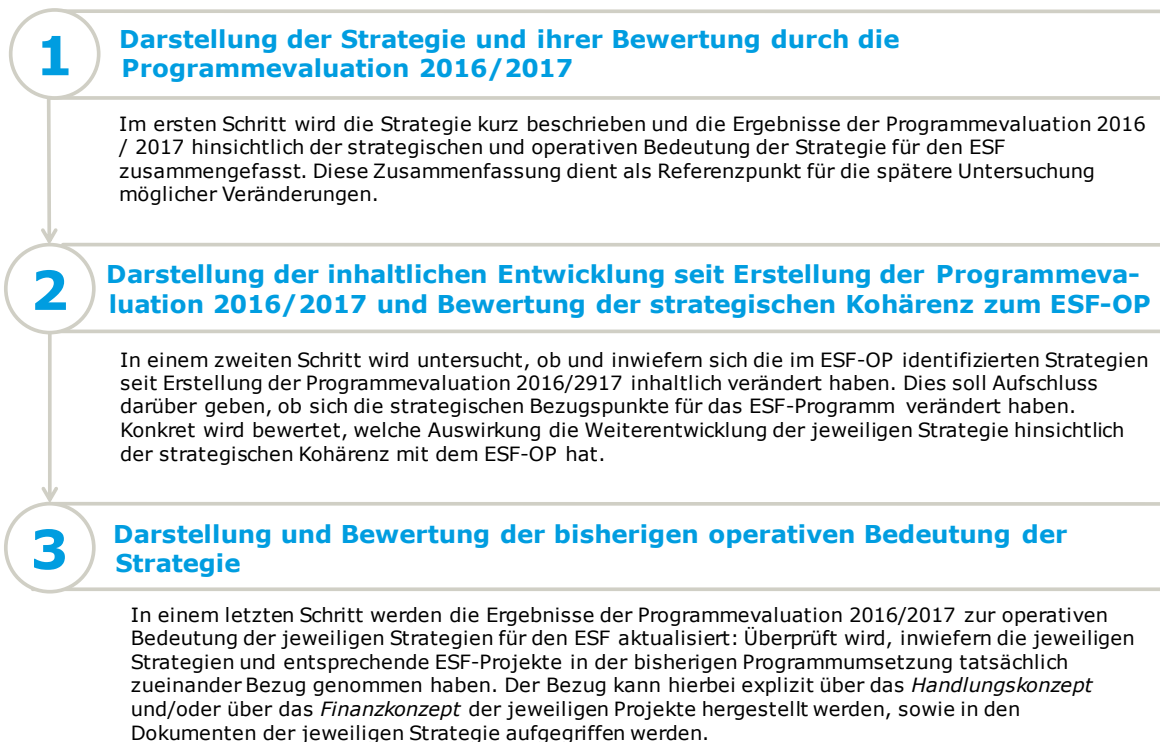 1
Darstellung der Strategie und ihrer Bewertung durch die
Programmevaluation 2016/2017
Im ersten Schritt wird die Strategie kurz beschrieben und die Ergebnisse der Programmevaluation 2016
/ 2017 hinsichtlich der strategischen und operativen Bedeutung der Strategie für den ESF
zusammengefasst. Diese Zusammenfassung dient als Referenzpunkt für die spätere Untersuchung
möglicher Veränderungen.
2
Darstellung der inhaltlichen Entwicklung seit Erstellung der Programmeva-
luation 2016/2017 und Bewertung der strategischen Kohärenz zum ESF-OP
In einem zweiten Schritt wird untersucht, ob und inwiefern sich die im ESF-OP identifizierten Strategien
seit Erstellung der Programmevaluation 2016/2917 inhaltlich verändert haben. Dies soll Aufschluss
darüber geben, ob sich die strategischen Bezugspunkte für das ESF-Programm verändert haben.
Konkret wird bewertet, welche Auswirkung die Weiterentwicklung der jeweiligen Strategie hinsichtlich
der strategischen Kohärenz mit dem ESF-OP hat.
3
Darstellung und Bewertung der bisherigen operativen Bedeutung der
Strategie
In einem letzten Schritt werden die Ergebnisse der Programmevaluation 2016/2017 zur operativen
Bedeutung der jeweiligen Strategien für den ESF aktualisiert: Überprüft wird, inwiefern die jeweiligen
Strategien und entsprechende ESF-Projekte in der bisherigen Programmumsetzung tatsächlich
zueinander Bezug genommen haben. Der Bezug kann hierbei explizit über das Handlungskonzept
und/oder über das Finanzkonzept der jeweiligen Projekte hergestellt werden, sowie in den
Dokumenten der jeweiligen Strategie aufgegriffen werden.